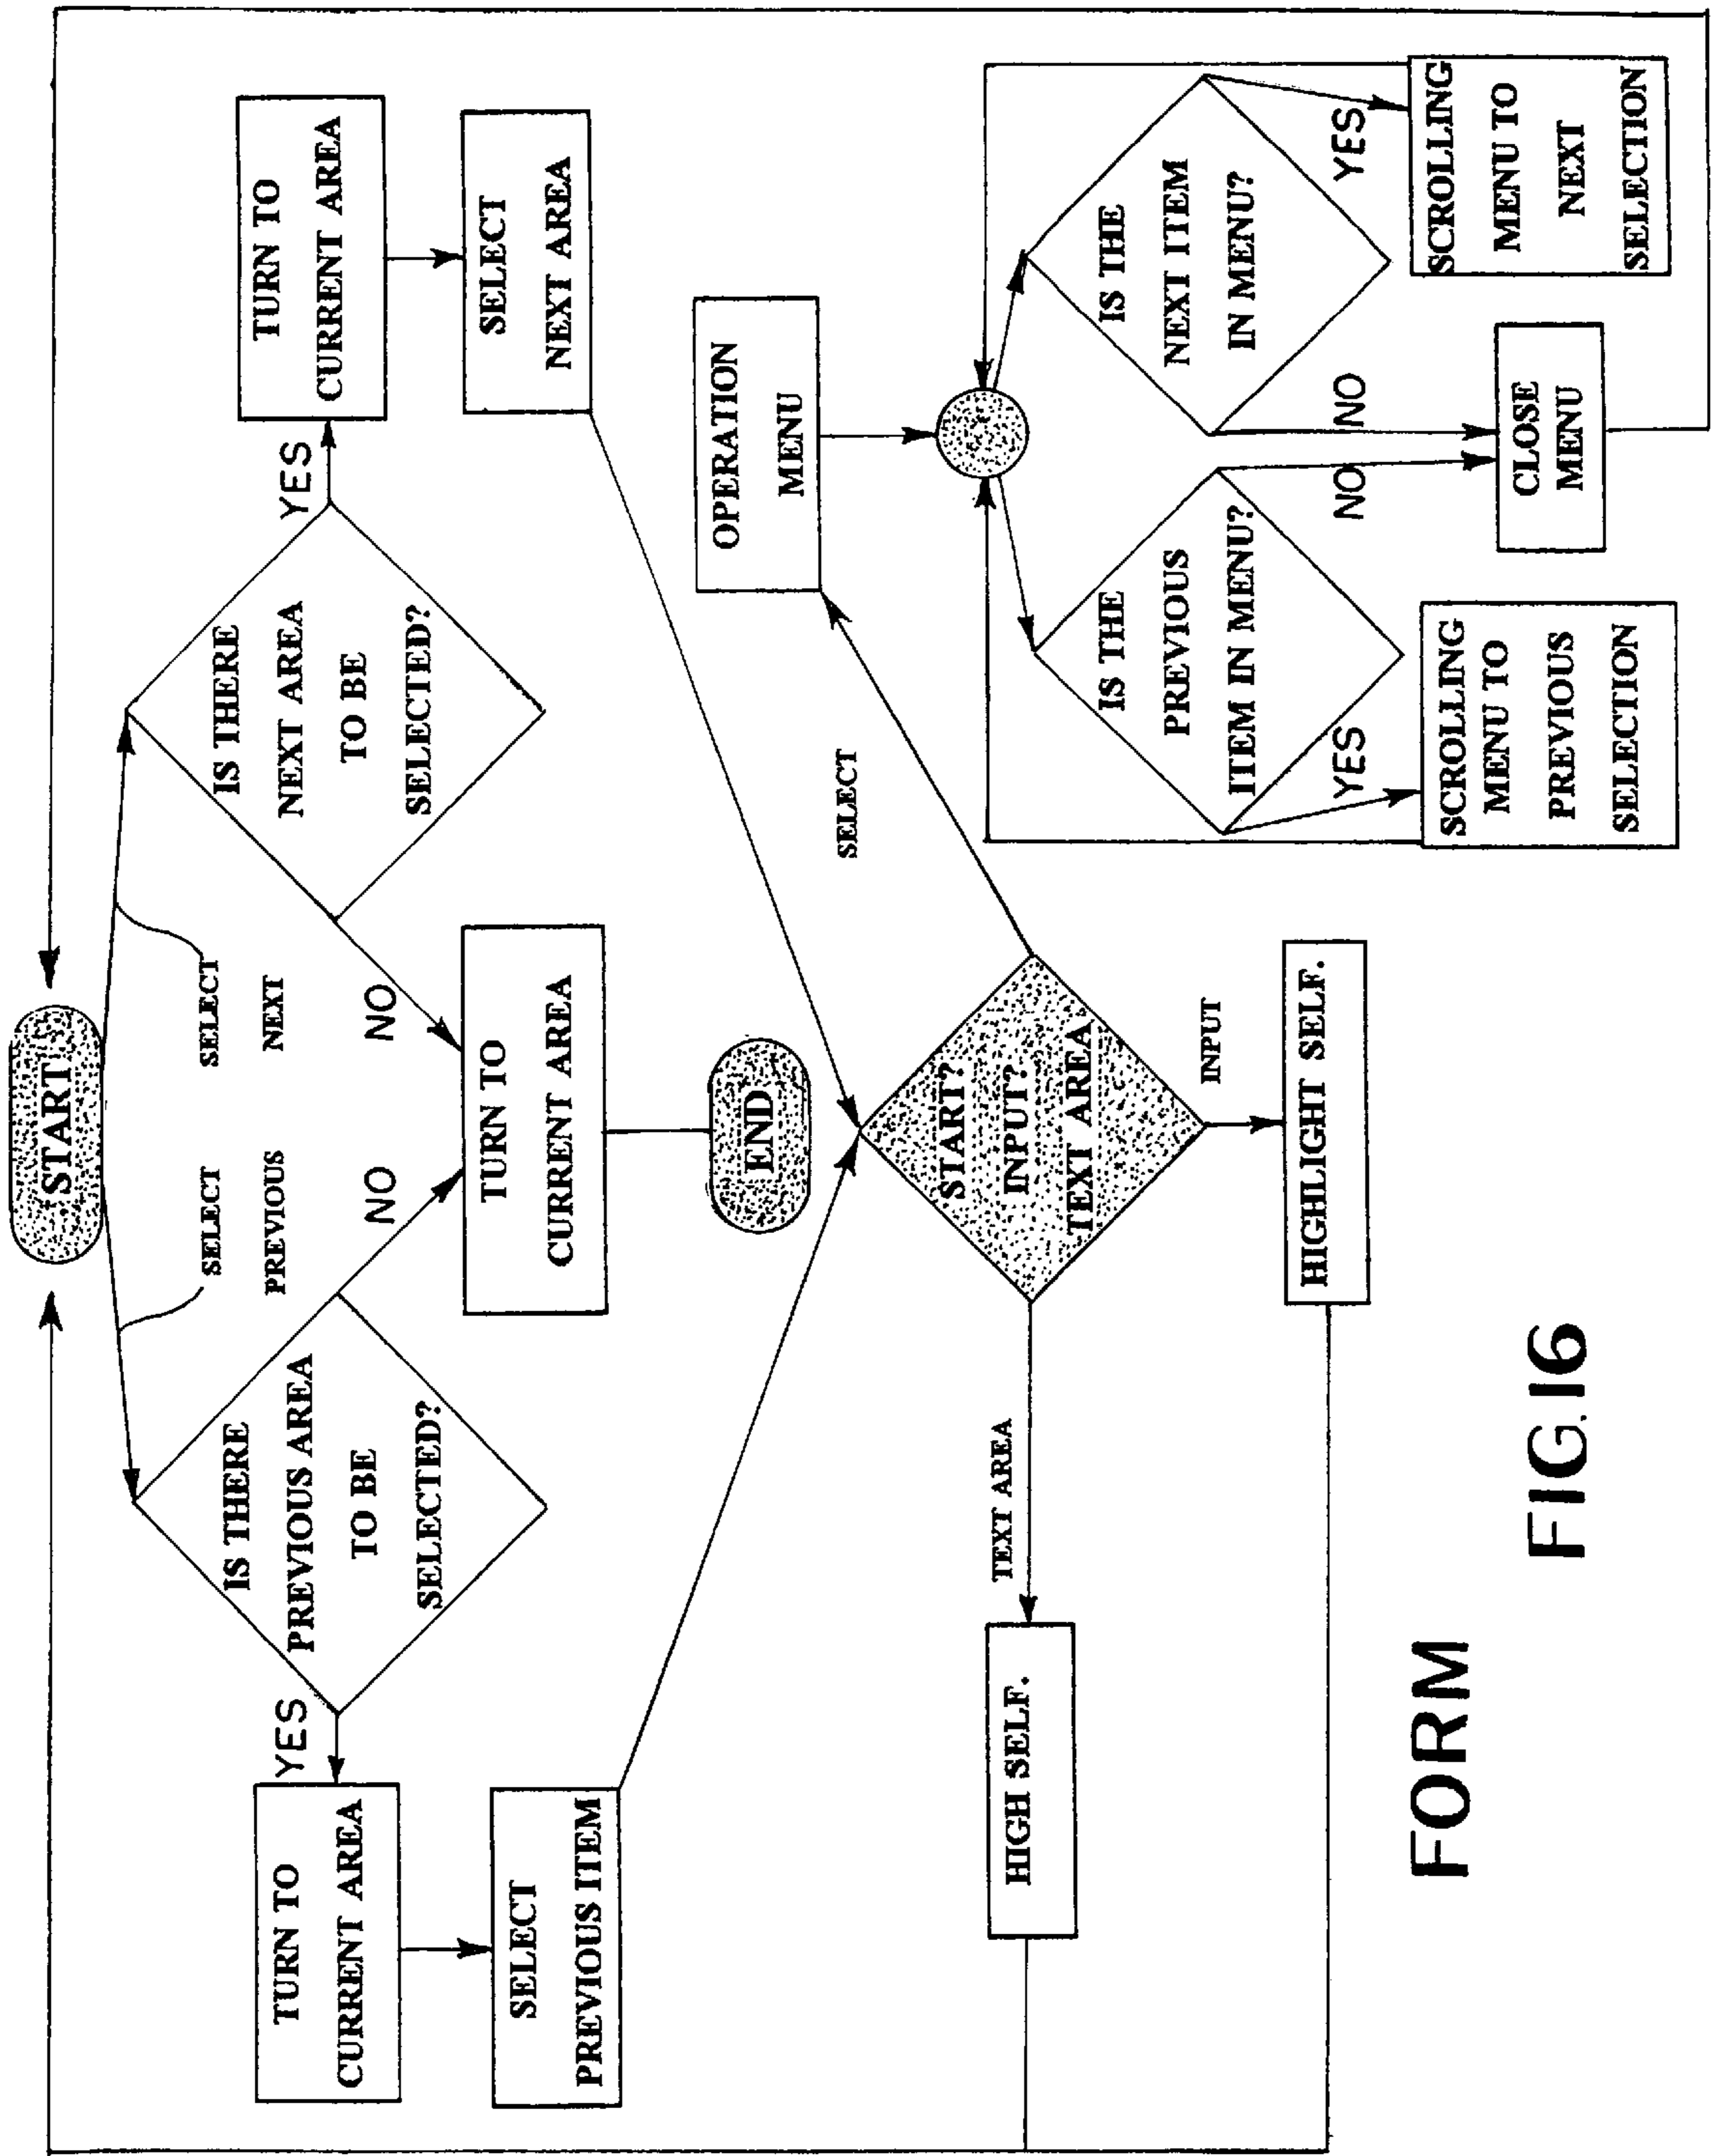 START
SELECT
PREVIOUS
SELECT
NEXT
IS THERE
PREVIOUS AREA
TO BE
SELECTED?
YES
NO
IS THERE
NEXT AREA
TO BE
SELECTED?
NO
YES
TURN TO
CURRENT AREA
SELECT
PREVIOUS ITEM
TURN TO
CURRENT AREA
END
TURN TO
CURRENT AREA
SELECT
NEXT AREA
START?
INPUT?
TEXT AREA
TEXT AREA
HIGH SELF.
INPUT
HIGHLIGHT SELF.
SELECT
OPERATION
MENU
IS THE
PREVIOUS
ITEM IN MENU?
YES
NO
IS THE
NEXT ITEM
IN MENU?
NO
YES
SCROLLING
MENU TO
PREVIOUS
SELECTION
CLOSE
MENU
SCROLLING
MENU TO
NEXT
SELECTION
FORM
FIG.16